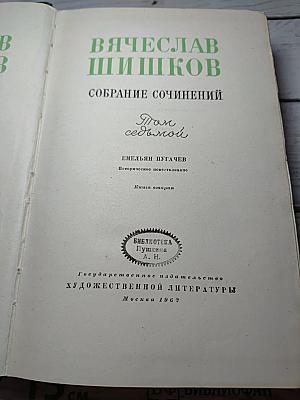 ВЯЧЕСЛАВ
ШИШКОВ
СОБРАНИЕ СОЧИНЕНИЙ
Том
седьмой
ЕМЕЛЬЯН ПУГАЧЕВ
Историческое повествование
Книга вторая
БИБЛИОТЕКА
Пушкина
А. Н.
Государственное издательство
ХУДОЖЕСТВЕННОЙ ЛИТЕРАТУРЫ
Москва 1962